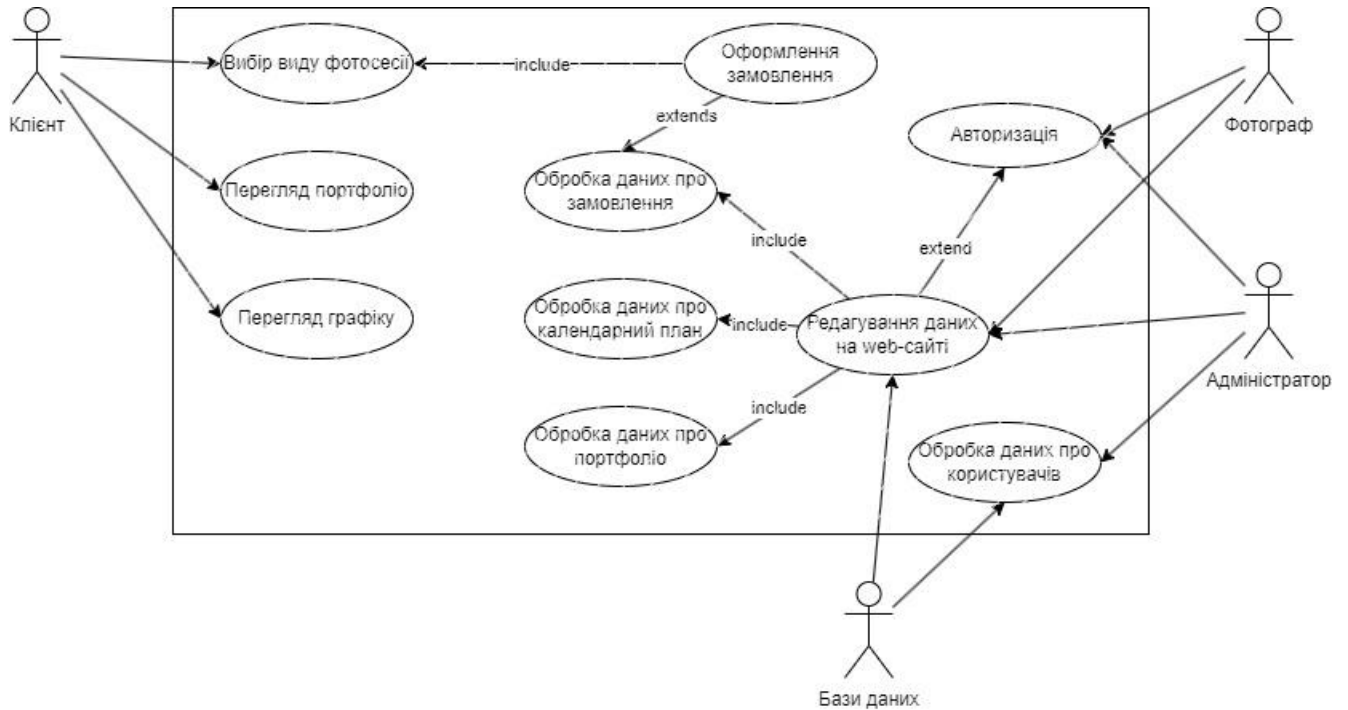 Клієнт
Вибір виду фотосесії
include
Оформлення
замовлення
extends
Фотограф
Авторизація
Перегляд портфоліо
Обробка даних про
замовлення
include
extend
Перегляд графіку
Обробка даних про
календарний план
include
Редагування даних
на web-сайті
Адміністратор
include
Обробка даних про
портфоліо
Обробка даних про
користувачів
Бази даних